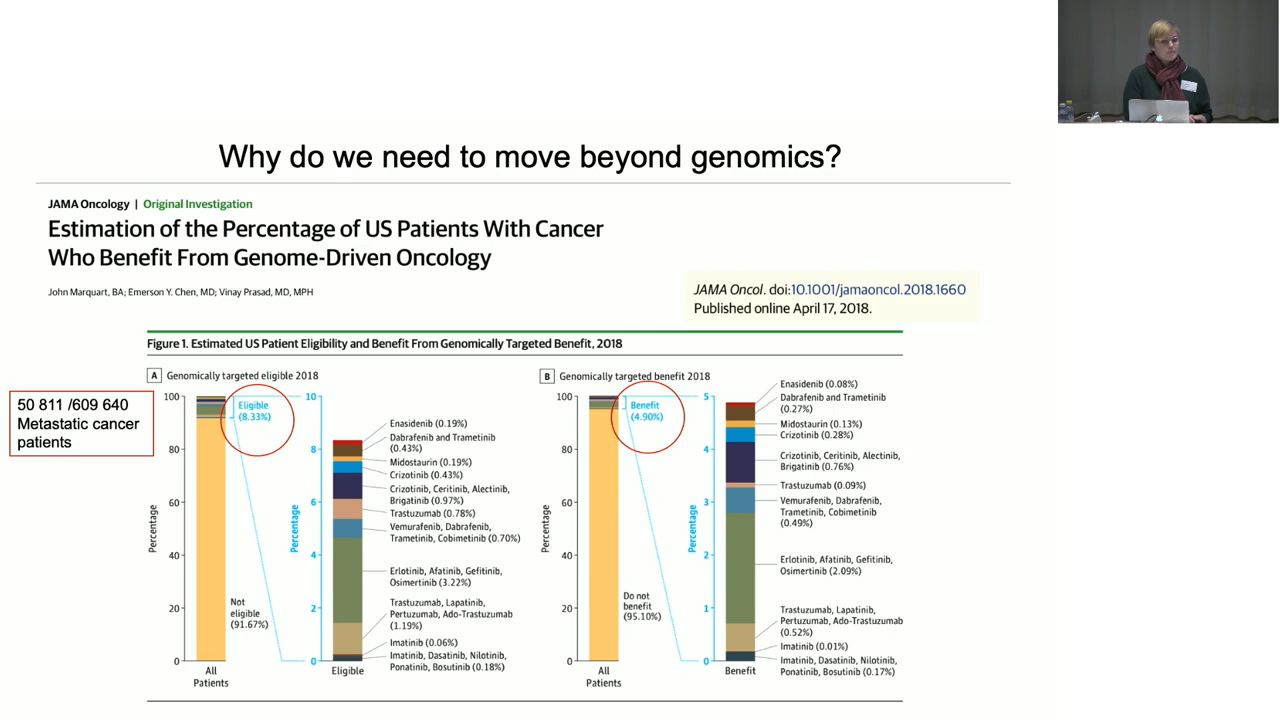 Why do we need to move beyond genomics?
JAMA Oncology | Original Investigation
Estimation of the Percentage of US Patients With Cancer
Who Benefit From Genome-Driven Oncology
John Marquart, BA; Emerson Y. Chen, MD; Vinay Prasad, MD, MPH
JAMA Oncol. doi:10.1001/jamaoncol.2018.1660
Published online April 17, 2018.
Figure 1. Estimated US Patient Eligibility and Benefit From Genomically Targeted Benefit, 2018
50 811 /609 640
Metastatic cancer
patients
A Genomically targeted eligible 2018
Percentage
100
80
60
40
20
0
Eligible
(8.33%)
Not
eligible
(91.67%)
All
Patients
Percentage
10
8
6
4
2
0
Eligible
Enasidenib (0.19%)
Dabrafenib and Trametinib
(0.43%)
Midostaurin (0.19%)
Crizotinib (0.43%)
Crizotinib, Ceritinib, Alectinib,
Brigatinib (0.97%)
Trastuzumab (0.78%)
Vemurafenib, Dabrafenib,
Trametinib, Cobimetinib (0.70%)
Erlotinib, Afatinib, Gefitinib,
Osimertinib (3.22%)
Trastuzumab, Lapatinib,
Pertuzumab, Ado-Trastuzumab
(1.19%)
Imatinib (0.06%)
Imatinib, Dasatinib, Nilotinib,
Ponatinib, Bosutinib (0.18%)
B Genomically targeted benefit 2018
Percentage
100
80
60
40
20
0
Benefit
(4.90%)
Do not
benefit
(95.10%)
All
Patients
Percentage
5
4
3
2
1
0
Benefit
Enasidenib (0.08%)
Dabrafenib and Trametinib
(0.27%)
Midostaurin (0.13%)
Crizotinib (0.28%)
Crizotinib, Ceritinib, Alectinib,
Brigatinib (0.76%)
Trastuzumab (0.09%)
Vemurafenib, Dabrafenib,
Trametinib, Cobimetinib
(0.49%)
Erlotinib, Afatinib, Gefitinib,
Osimertinib (2.09%)
Trastuzumab, Lapatinib,
Pertuzumab, Ado-Trastuzumab
(0.52%)
Imatinib (0.01%)
Imatinib, Dasatinib, Nilotinib,
Ponatinib, Bosutinib (0.17%)